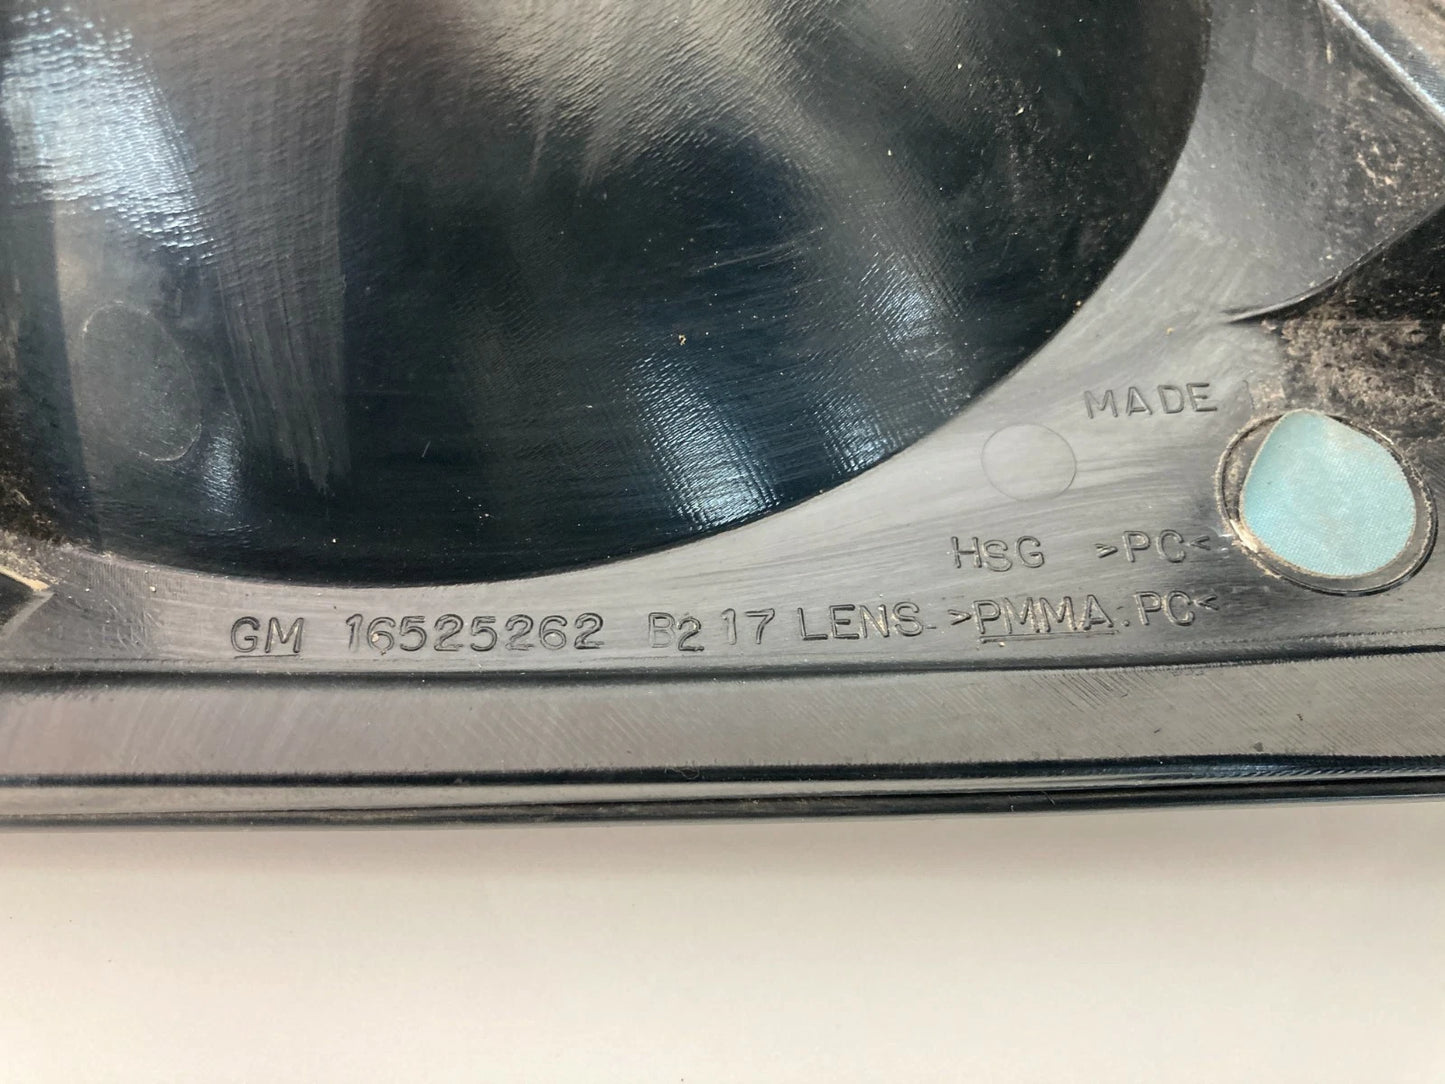 MADE
HSG >PC<
GM 16525262 B2 17 LENS >PMMA.PC<